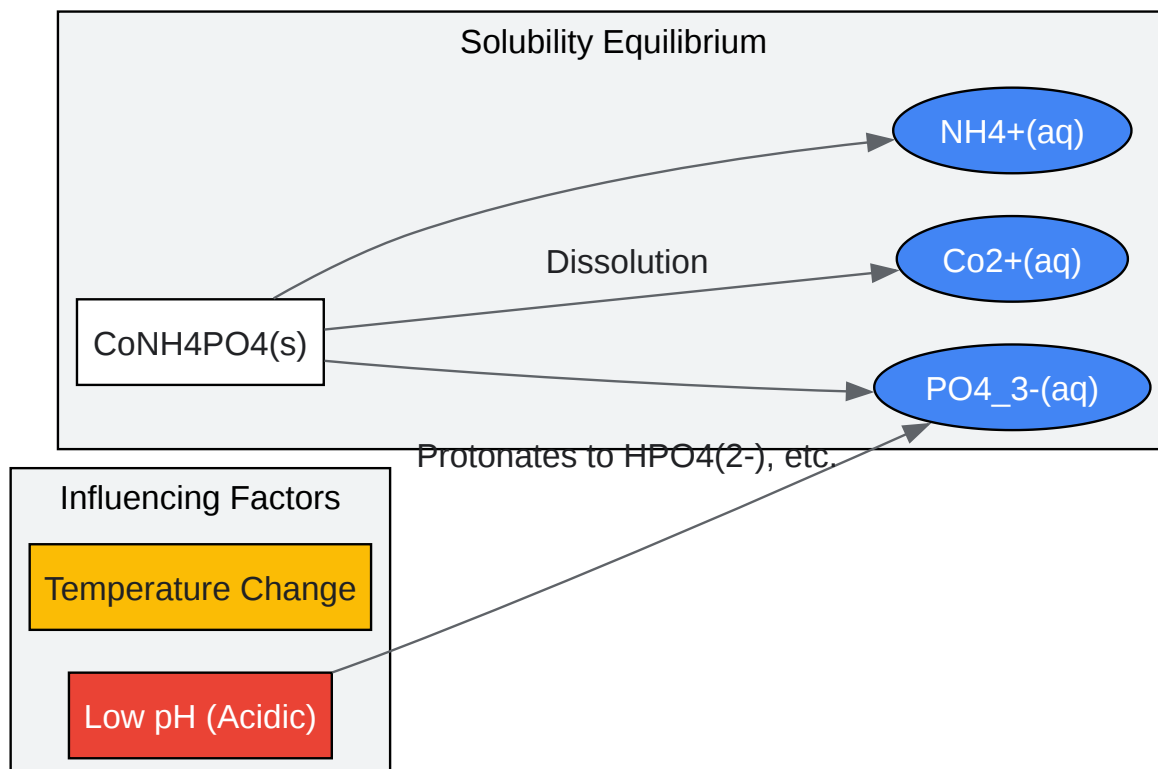 Solubility Equilibrium
NH4+(aq)
Dissolution
Co2+(aq)
CoNH4PO4(s)
PO4_3-(aq)
Protonates to HPO4(2-), etc.
Influencing Factors
Temperature Change
Low pH (Acidic)